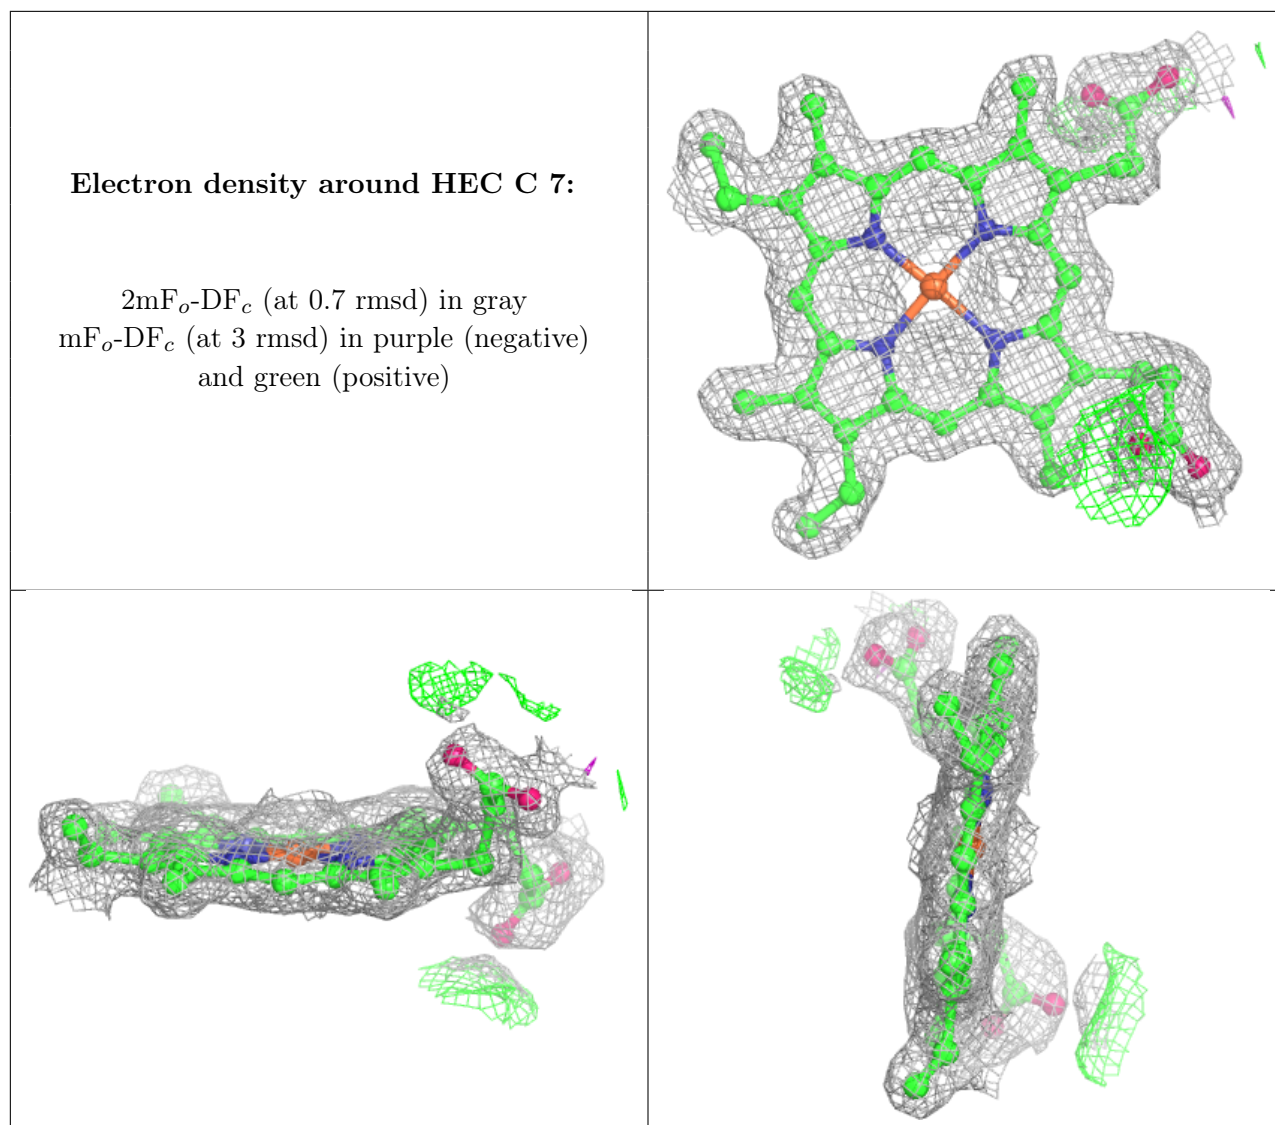 Electron density around HEC C 7:
2mFo-DFc (at 0.7 rmsd) in gray
mFo-DFc (at 3 rmsd) in purple (negative)
and green (positive)